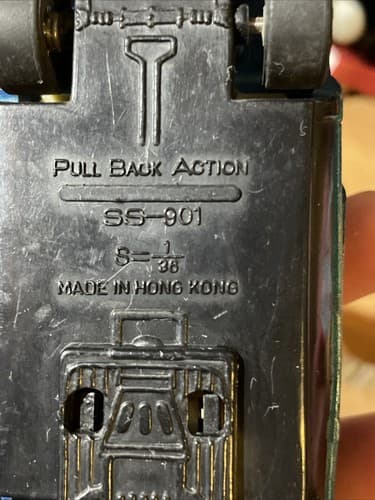 PULL BACK ACTION
SS-901
S=1/36
MADE IN HONG KONG